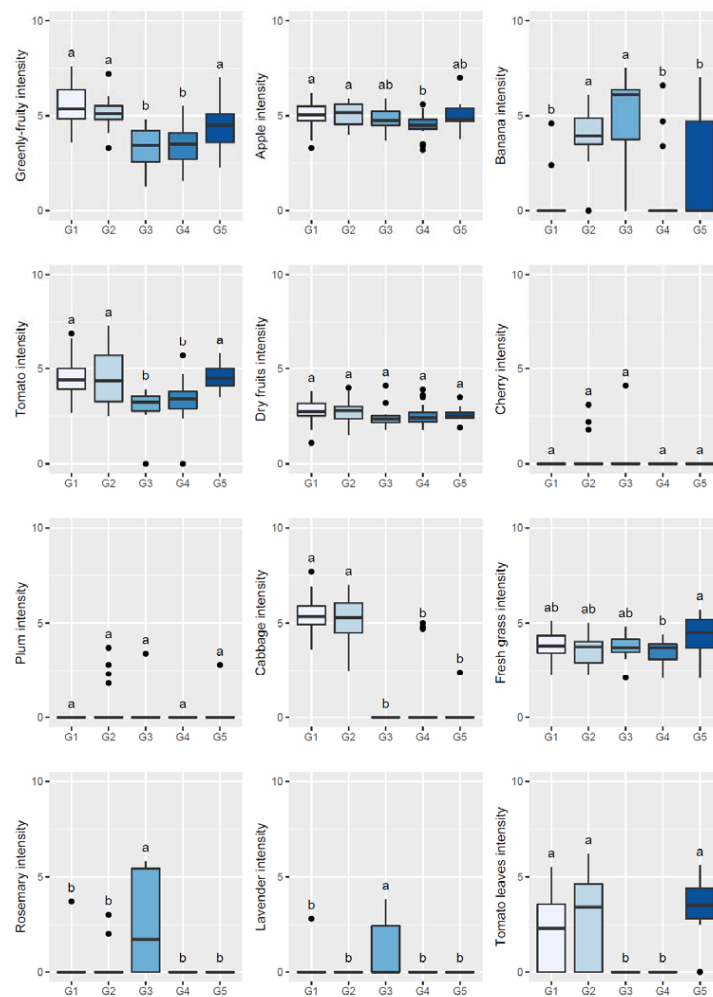 Greenly-fruity intensity
10
5
0
a a b b a
G1 G2 G3 G4 G5
Apple intensity
10
5
0
a a ab b ab
G1 G2 G3 G4 G5
Banana intensity
10
5
0
b a a b b
G1 G2 G3 G4 G5
Tomato intensity
10
5
0
a a b b a
G1 G2 G3 G4 G5
Dry fruits intensity
10
5
0
a a a a a
G1 G2 G3 G4 G5
Cherry intensity
10
5
0
a a a a a
G1 G2 G3 G4 G5
Plum intensity
10
5
0
a a a a a
G1 G2 G3 G4 G5
Cabbage intensity
10
5
0
a a b b b
G1 G2 G3 G4 G5
Fresh grass intensity
10
5
0
ab ab ab b a
G1 G2 G3 G4 G5
Rosemary intensity
10
5
0
b b a b b
G1 G2 G3 G4 G5
Lavender intensity
10
5
0
b b a b b
G1 G2 G3 G4 G5
Tomato leaves intensity
10
5
0
a a b b a
G1 G2 G3 G4 G5